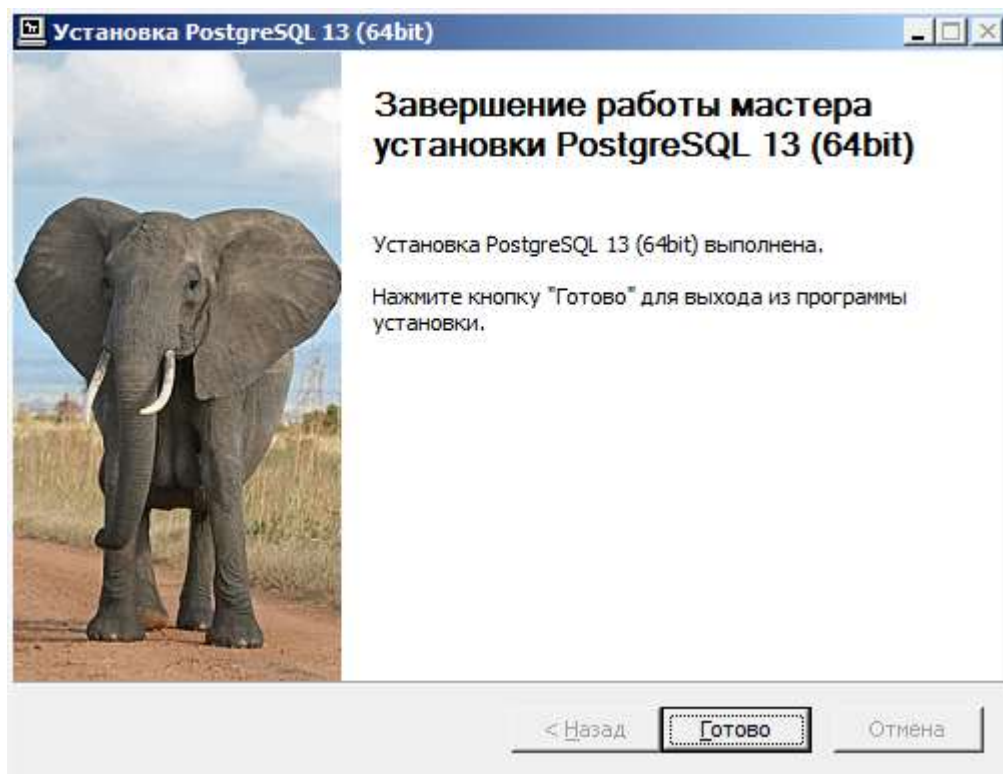 Установка PostgreSQL 13 (64bit)
Завершение работы мастера
установки PostgreSQL 13 (64bit)
Установка PostgreSQL 13 (64bit) выполнена.
Нажмите кнопку "Готово" для выхода из программы
установки.
< Назад
Готово
Отмена